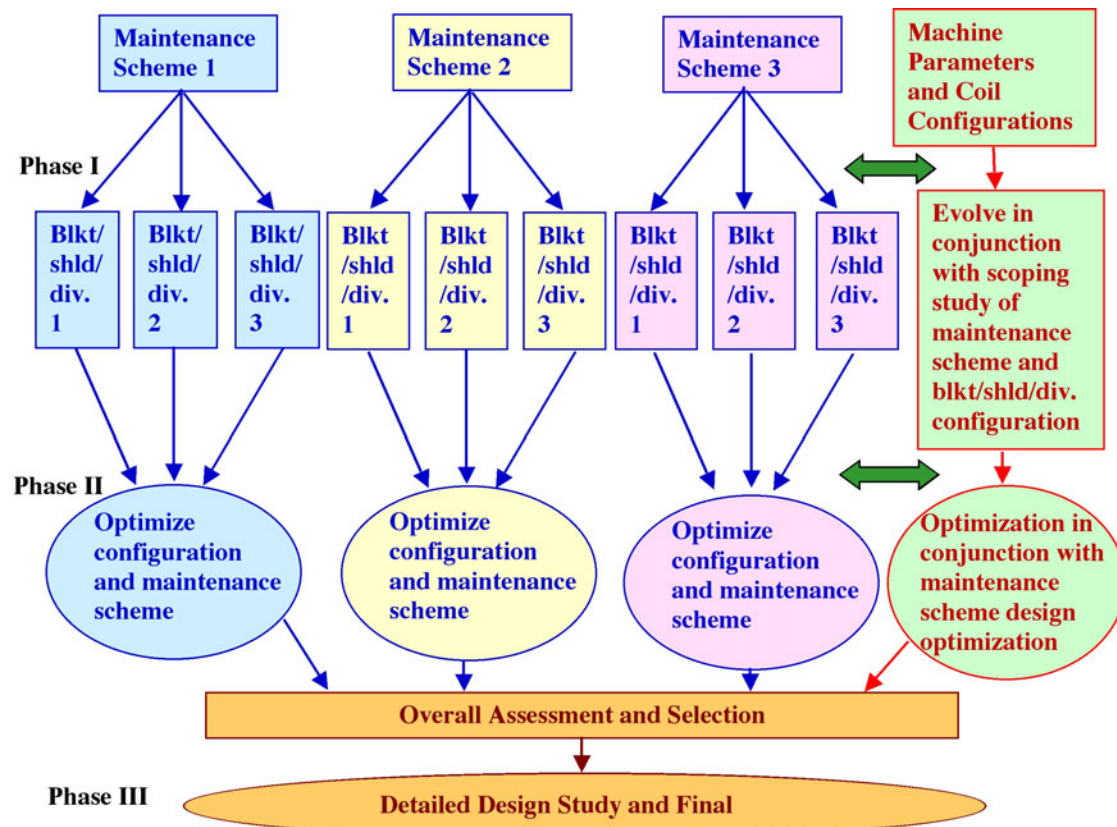 Maintenance
Scheme 1
Maintenance
Scheme 2
Maintenance
Scheme 3
Machine
Parameters
and Coil
Configurations
Phase I
Blkt/
shld/
div.
1
Blkt/
shld/
div.
2
Blkt/
shld/
div.
3
Blkt
/shld
/div.
1
Blkt
/shld
/div.
2
Blkt
/shld
/div.
3
Blkt
/shld
/div.
1
Blkt
/shld
/div.
2
Blkt
/shld
/div.
3
Evolve in
conjunction
with scoping
study of
maintenance
scheme and
blkt/shld/div.
configuration
Phase II
Optimize
configuration
and maintenance
scheme
Optimize
configuration
and maintenance
scheme
Optimize
configuration
and maintenance
scheme
Optimization in
conjunction with
maintenance
scheme design
optimization
Overall Assessment and Selection
Phase III
Detailed Design Study and Final